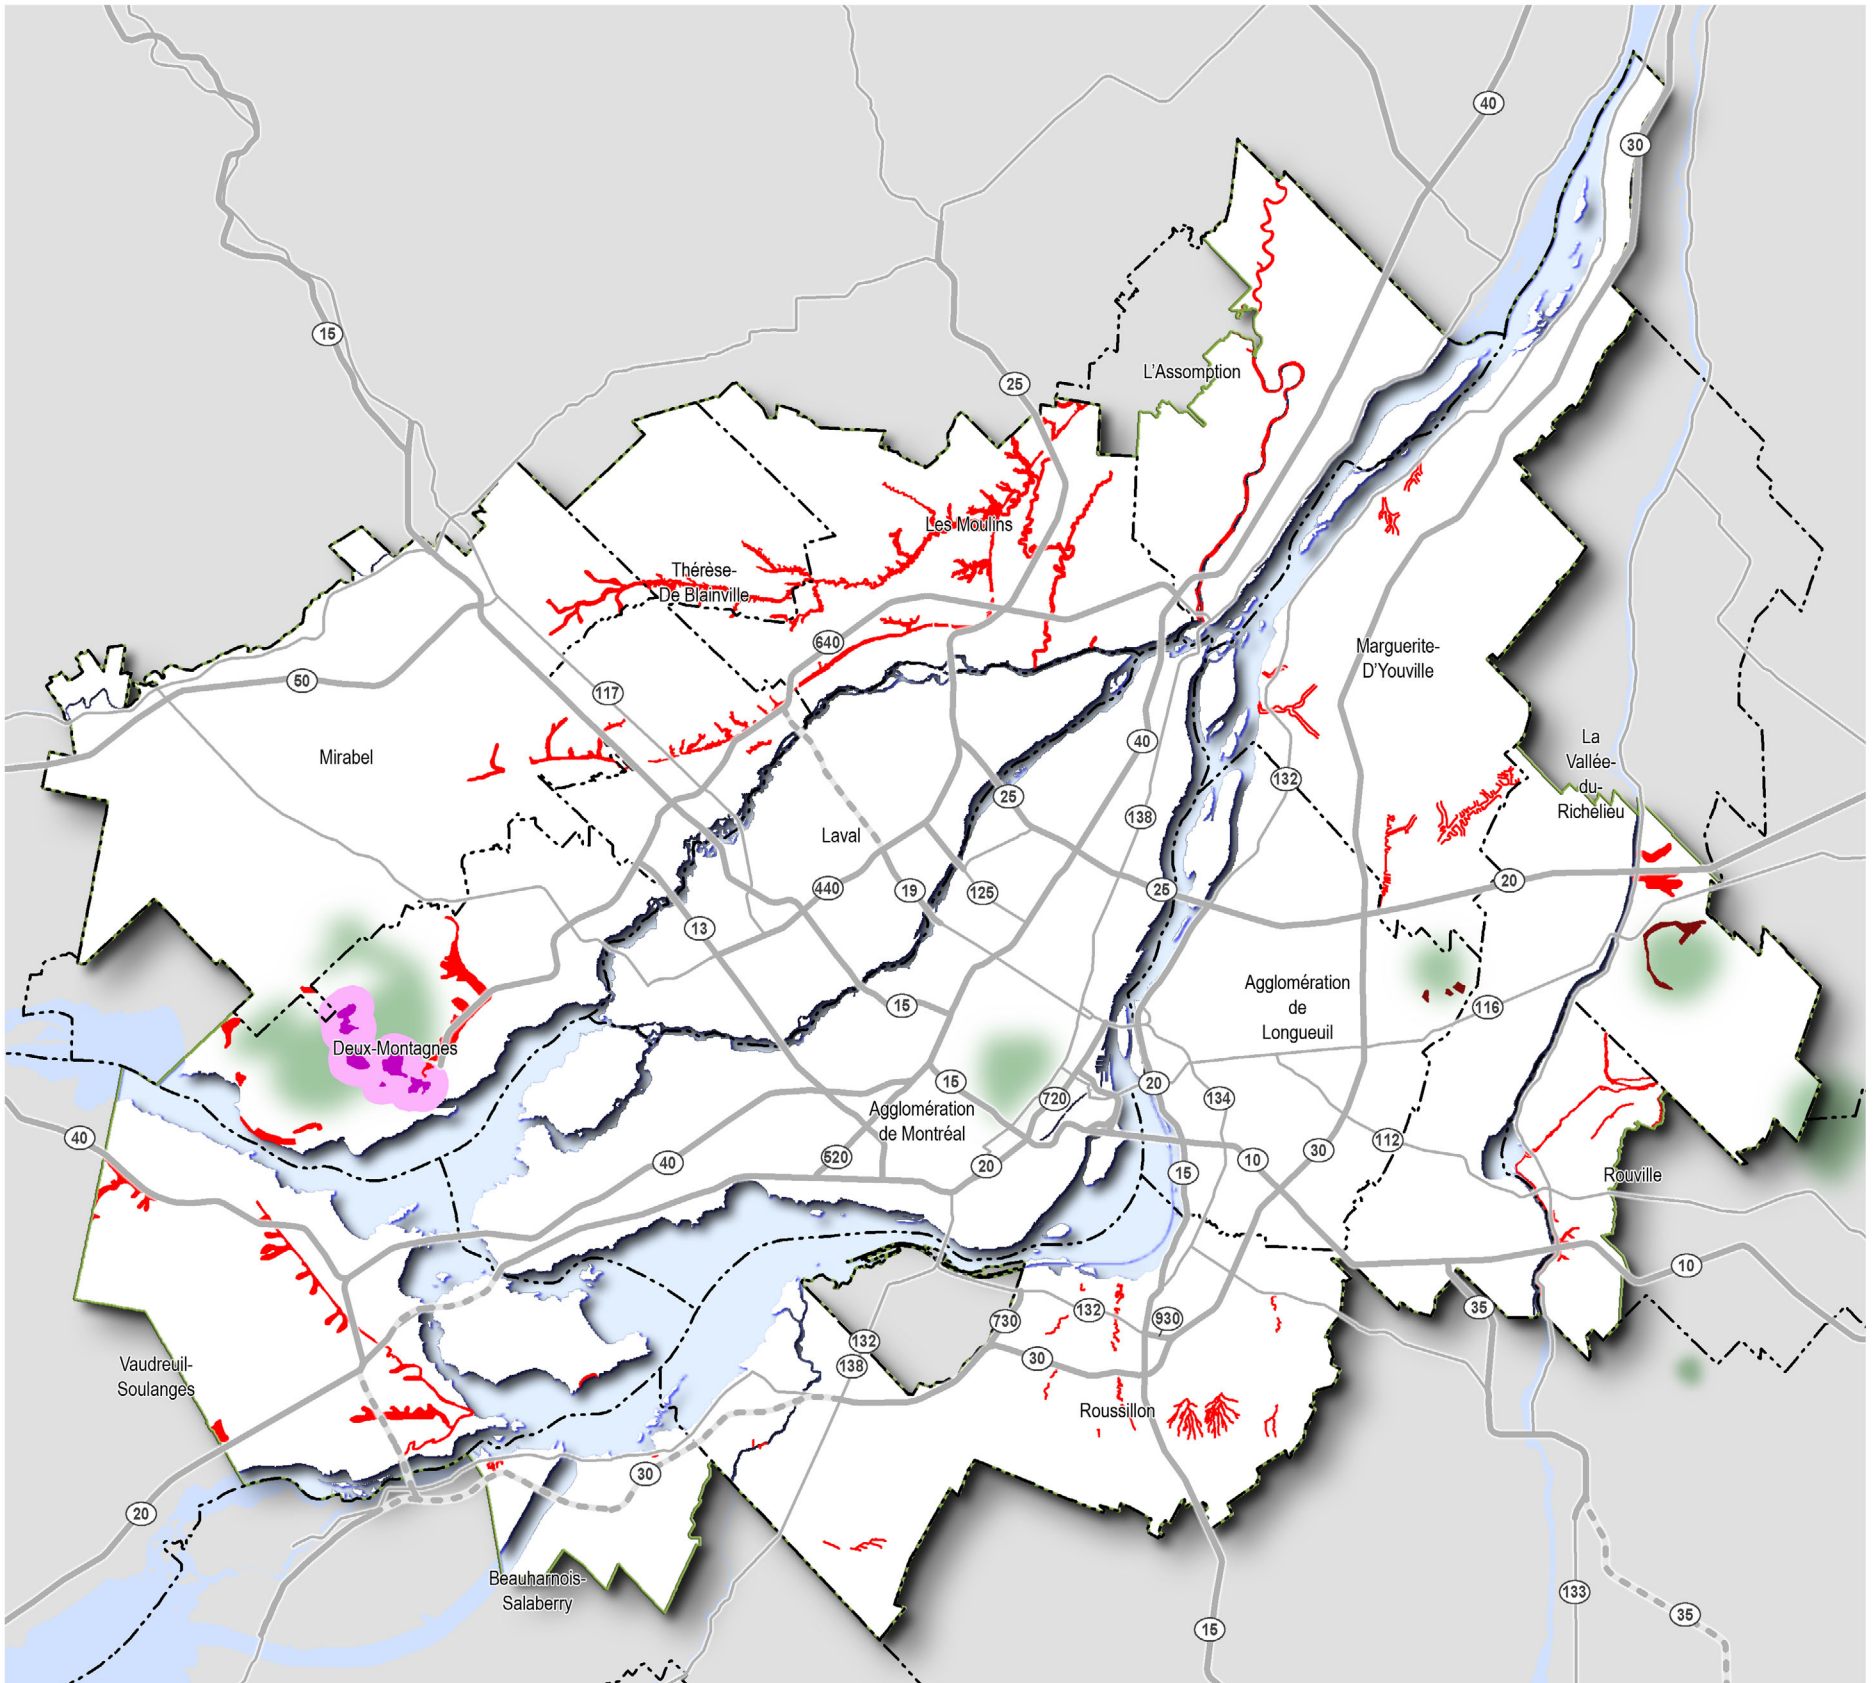 40
30
15
25
L'Assomption
Les Moulins
Thérèse-
De Blainville
640
Marguerite-
D'Youville
50
117
Mirabel
40
La
Vallée-
du-
Richelieu
132
25
138
Laval
440
19
125
25
20
13
Agglomération
de
Longueuil
15
116
Deux-Montagnes
15
20
720
134
Agglomération
de Montréal
40
112
30
520
40
20
10
15
Rouville
10
35
132
730
930
132
138
30
Vaudreuil-
Soulanges
Roussillon
30
20
Beauharnois-
Salaberry
133
35
15